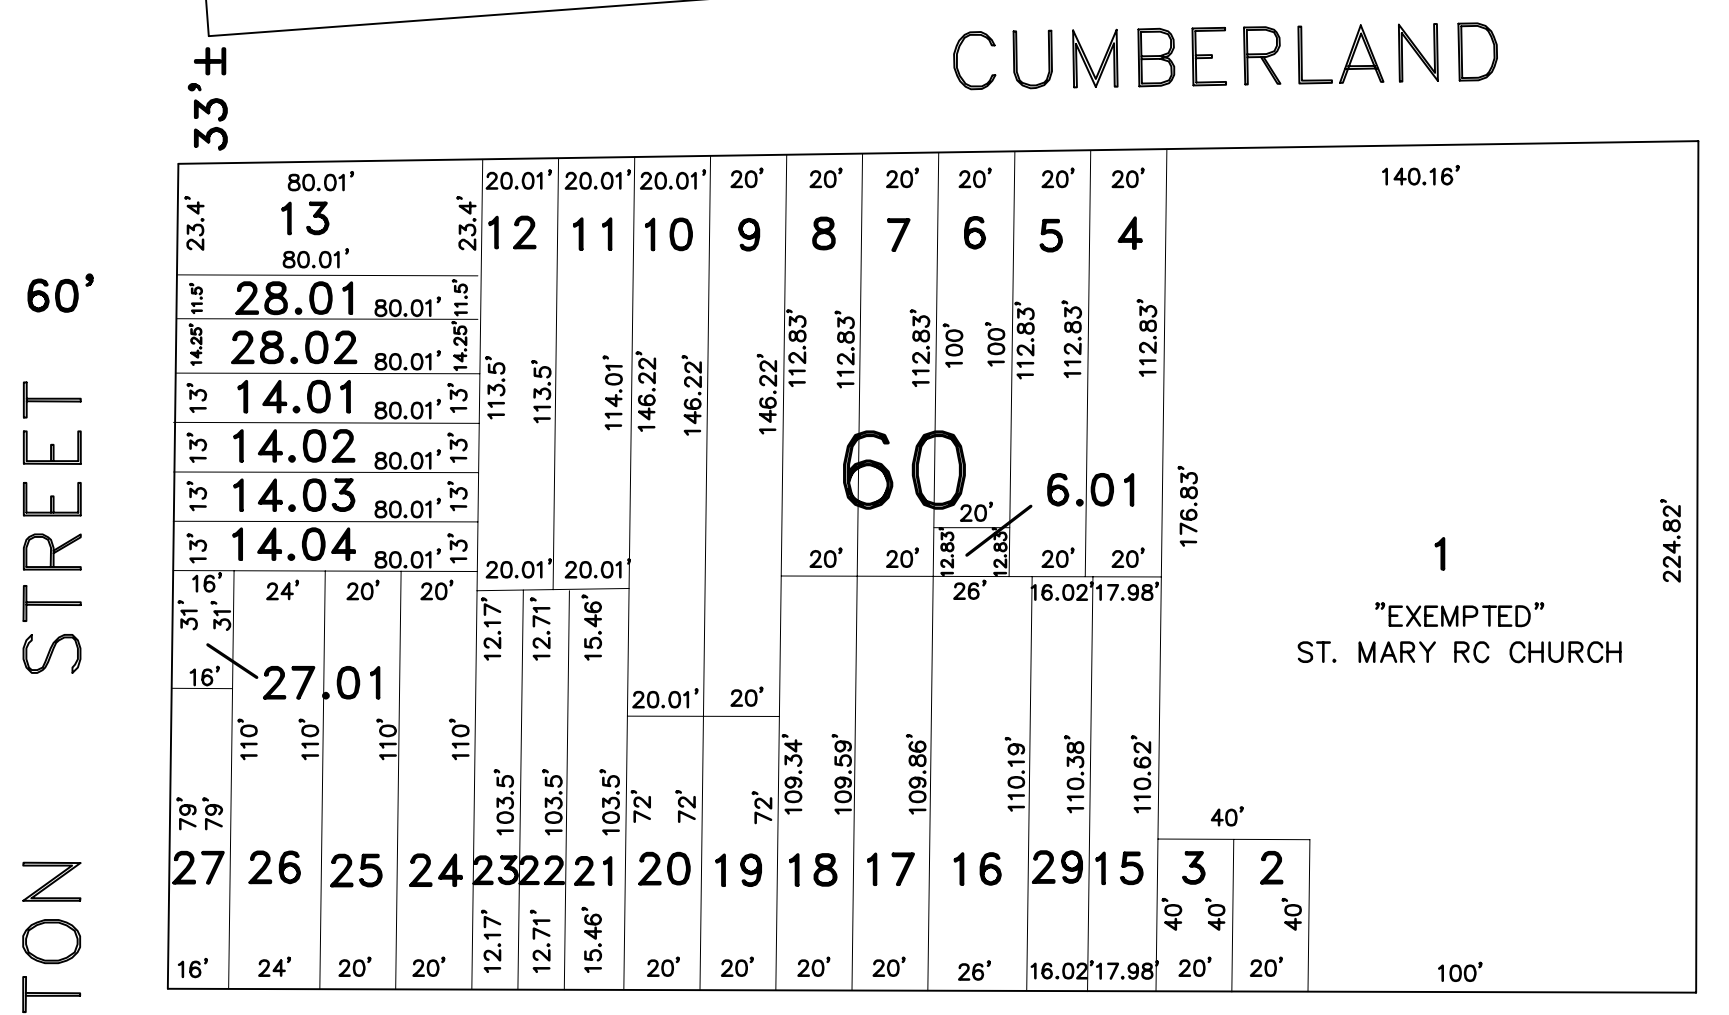 CUMBERLAND
33'±
80.01' 20.01' 20.01' 20.01' 20' 20' 20' 20' 20' 20' 140.16'
23.4' 13 23.4' 12 11 10 9 8 7 6 5 4
80.01'
60'
11.5' 28.01 80.01' 11.5'
14.25' 28.02 80.01' 14.25'
113.5' 113.5' 114.01' 146.22' 146.22' 146.22' 112.83' 112.83' 112.83' 100' 100' 112.83' 112.83' 112.83'
13' 14.01 80.01' 13'
13' 14.02 80.01' 13'
60
13' 14.03 80.01' 13'
6.01
176.83'
20'
13' 14.04 80.01' 13'
12.83' 12.83'
20.01' 20.01' 20' 20' 20' 20'
1
224.82'
"EXEMPTED"
ST. MARY RC CHURCH
16' 24' 20' 20' 26' 16.02' 17.98'
31' 31' 12.17' 12.71' 15.46'
16' 27.01 20.01' 20'
110' 110' 110' 110'
79' 79' 103.5' 103.5' 103.5' 72' 72' 72' 109.34' 109.59' 109.86' 110.19' 110.38' 110.62' 40'
27 26 25 24 23 22 21 20 19 18 17 16 29 15 3 2
12.17' 12.71' 15.46' 40' 40' 40'
16' 24' 20' 20' 20' 20' 20' 20' 26' 16.02' 17.98' 20' 20' 100'
TON STREET